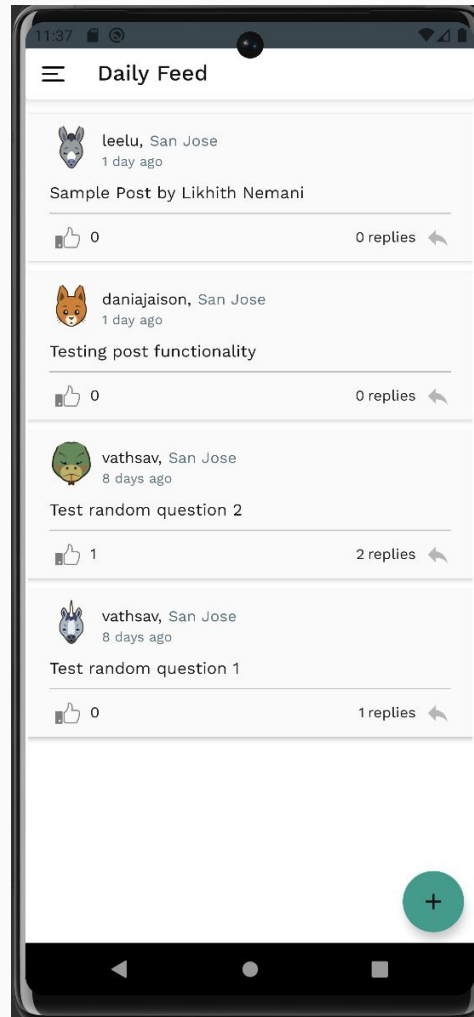 11:37
Daily Feed
leelu, San Jose
1 day ago
Sample Post by Likhith Nemani
0 0 replies
daniajaison, San Jose
1 day ago
Testing post functionality
0 0 replies
vathsav, San Jose
8 days ago
Test random question 2
1 2 replies
vathsav, San Jose
8 days ago
Test random question 1
0 1 replies
+